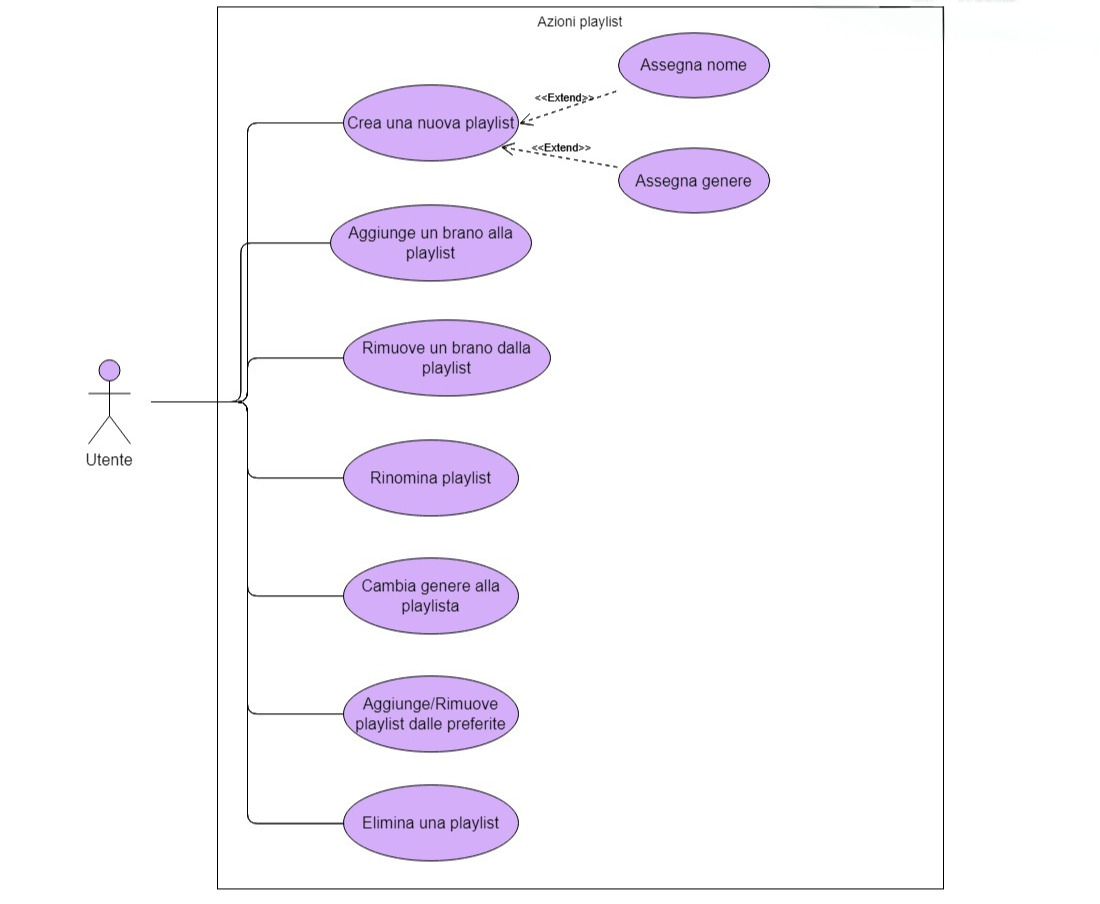 Azioni playlist
Assegna nome
<<Extend>>
Crea una nuova playlist
<<Extend>>
Assegna genere
Aggiunge un brano alla
playlist
Rimuove un brano dalla
playlist
Utente
Rinomina playlist
Cambia genere alla
playlista
Aggiunge/Rimuove
playlist dalle preferite
Elimina una playlist